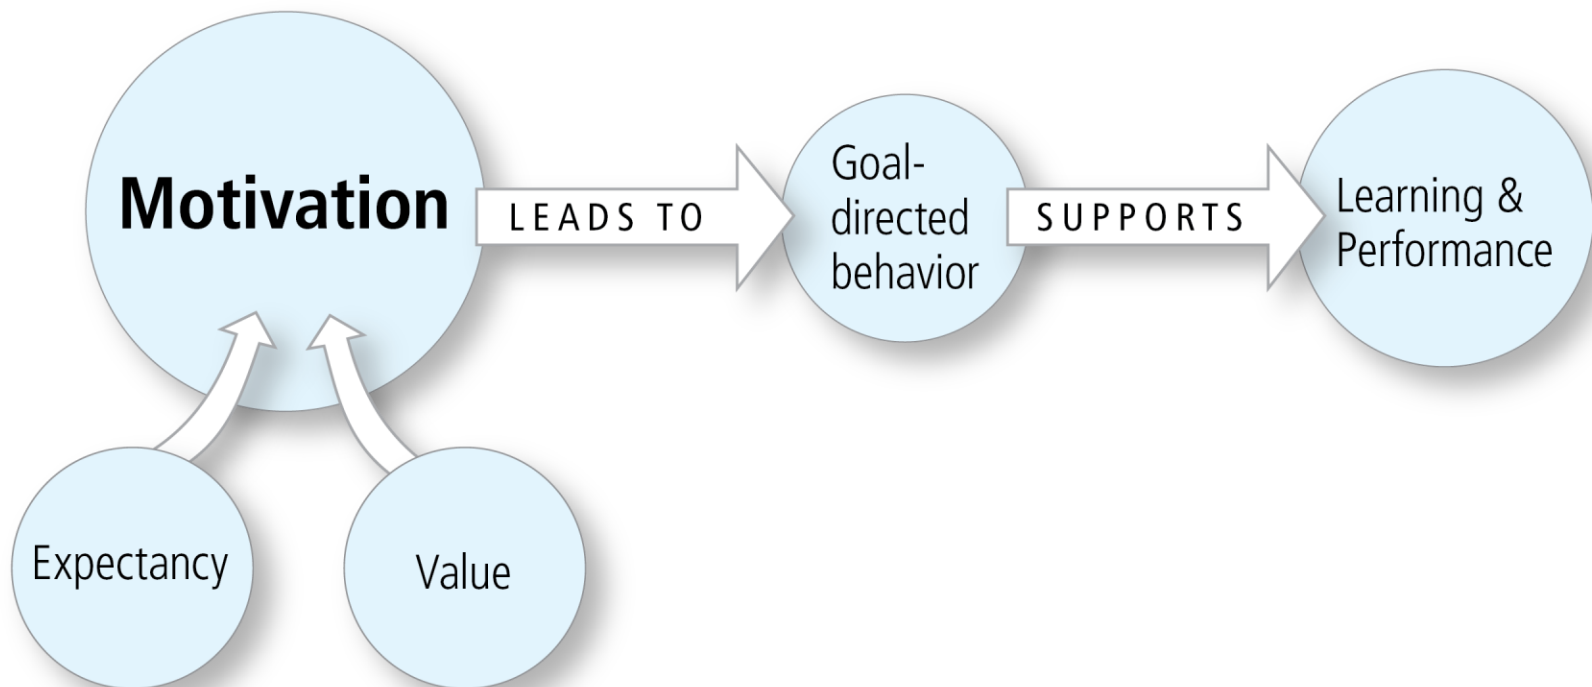 Motivation
LEADS TO
Goal-
directed
behavior
SUPPORTS
Learning &
Performance
Expectancy
Value